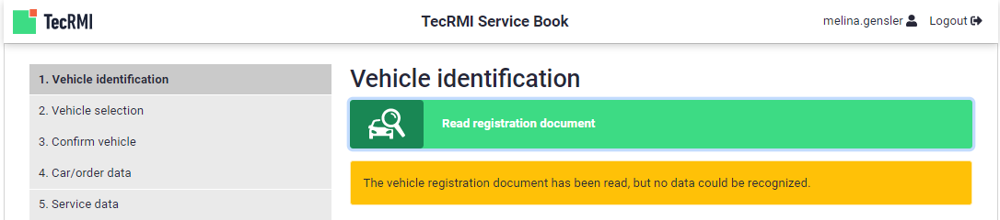 TecRMI
TecRMI Service Book
melina.gensler
Logout
1. Vehicle identification
2. Vehicle selection
3. Confirm vehicle
4. Car/order data
5. Service data
Vehicle identification
Read registration document
The vehicle registration document has been read, but no data could be recognized.